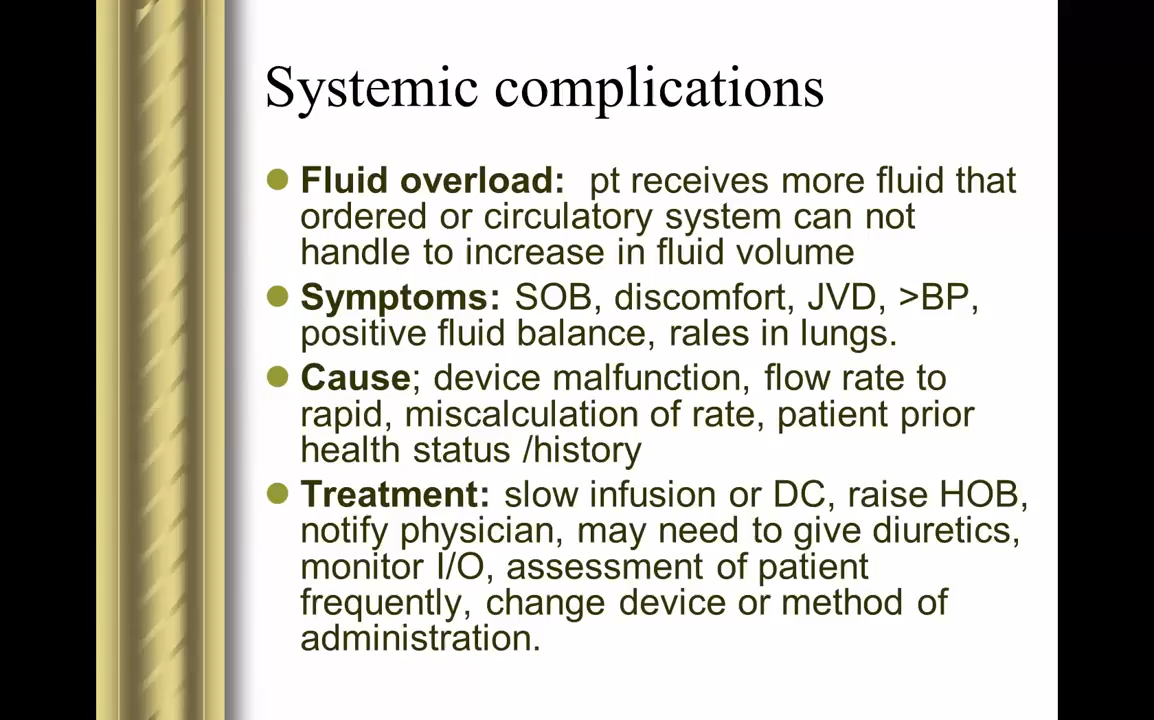 Systemic complications
Fluid overload: pt receives more fluid that
ordered or circulatory system can not
handle to increase in fluid volume
Symptoms: SOB, discomfort, JVD, >BP,
positive fluid balance, rales in lungs.
Cause; device malfunction, flow rate to
rapid, miscalculation of rate, patient prior
health status /history
Treatment: slow infusion or DC, raise HOB,
notify physician, may need to give diuretics,
monitor I/O, assessment of patient
frequently, change device or method of
administration.